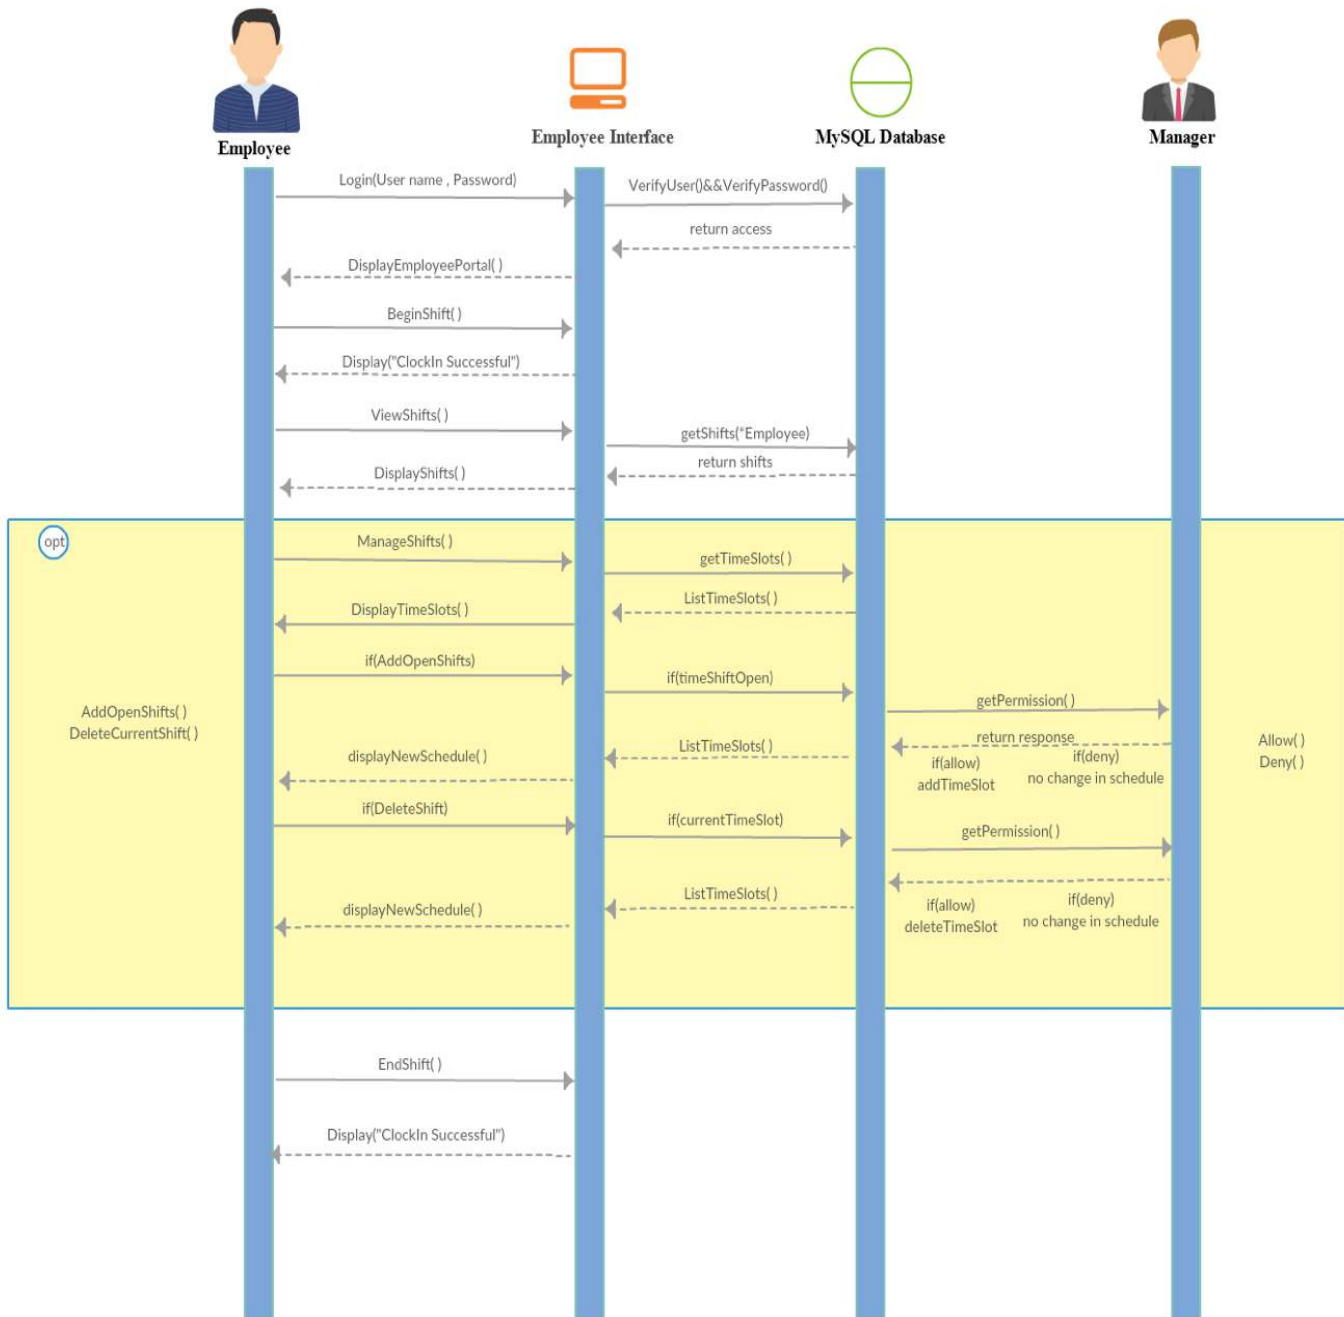 Employee
Employee Interface
MySQL Database
Manager
Login(User name , Password)
VerifyUser()&&VerifyPassword()
return access
DisplayEmployeePortal( )
BeginShift( )
Display("ClockIn Successful")
ViewShifts( )
getShifts(*Employee)
return shifts
DisplayShifts( )
opt
ManageShifts( )
getTimeSlots( )
ListTimeSlots( )
DisplayTimeSlots( )
if(AddOpenShifts)
if(timeShiftOpen)
getPermission( )
AddOpenShifts( )
DeleteCurrentShift( )
return response
Allow( )
Deny( )
ListTimeSlots( )
displayNewSchedule( )
if(allow)
addTimeSlot
if(deny)
no change in schedule
if(DeleteShift)
if(currentTimeSlot)
getPermission( )
ListTimeSlots( )
displayNewSchedule( )
if(allow)
deleteTimeSlot
if(deny)
no change in schedule
EndShift( )
Display("ClockIn Successful")